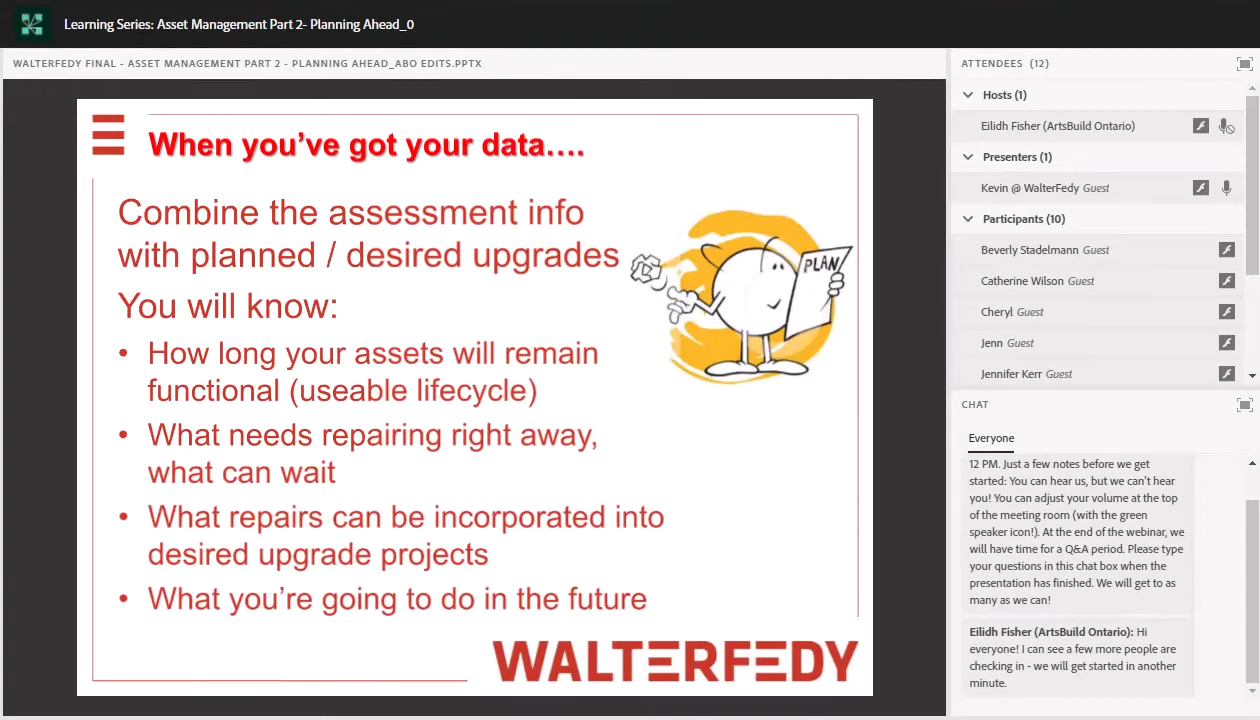 Learning Series: Asset Management Part 2- Planning Ahead_0
WALTERFEDY FINAL - ASSET MANAGEMENT PART 2 - PLANNING AHEAD_ABO EDITS.PPTX
When you've got your data....
Combine the assessment info
with planned / desired upgrades
You will know:
• How long your assets will remain
functional (useable lifecycle)
• What needs repairing right away,
what can wait
• What repairs can be incorporated into
desired upgrade projects
• What you're going to do in the future
PLAN
WALTERFEDY
ATTENDEES (12)
Hosts (1)
Eilidh Fisher (ArtsBuild Ontario)
Presenters (1)
Kevin @ WalterFedy Guest
Participants (10)
Beverly Stadelmann Guest
Catherine Wilson Guest
Cheryl Guest
Jenn Guest
Jennifer Kerr Guest
CHAT
Everyone
12 PM. Just a few notes before we get
started: You can hear us, but we can't hear
you! You can adjust your volume at the top
of the meeting room (with the green
speaker icon!). At the end of the webinar, we
will have time for a Q&A period. Please type
your questions in this chat box when the
presentation has finished. We will get to as
many as we can!
Eilidh Fisher (ArtsBuild Ontario): Hi
everyone! I can see a few more people are
checking in - we will get started in another
minute.